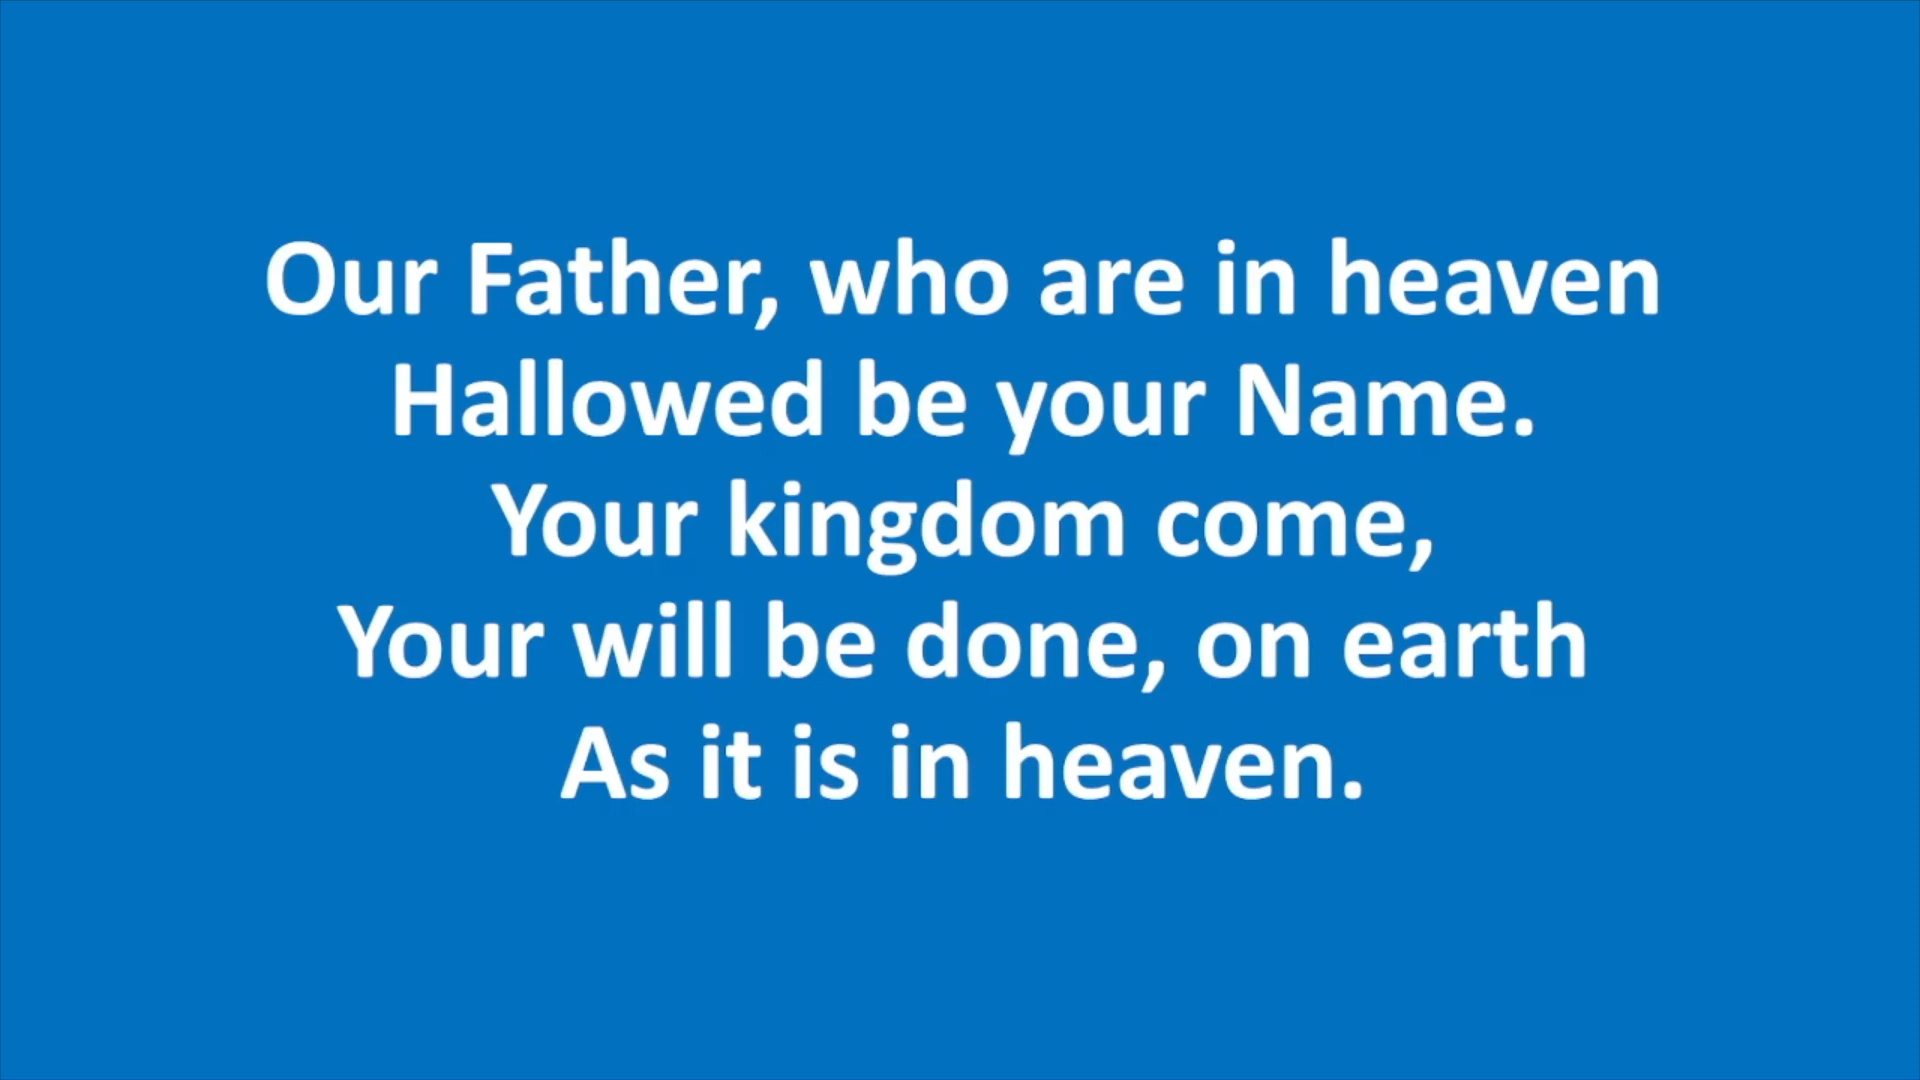 Our Father, who are in heaven
Hallowed be your Name.
Your kingdom come,
Your will be done, on earth
As it is in heaven.